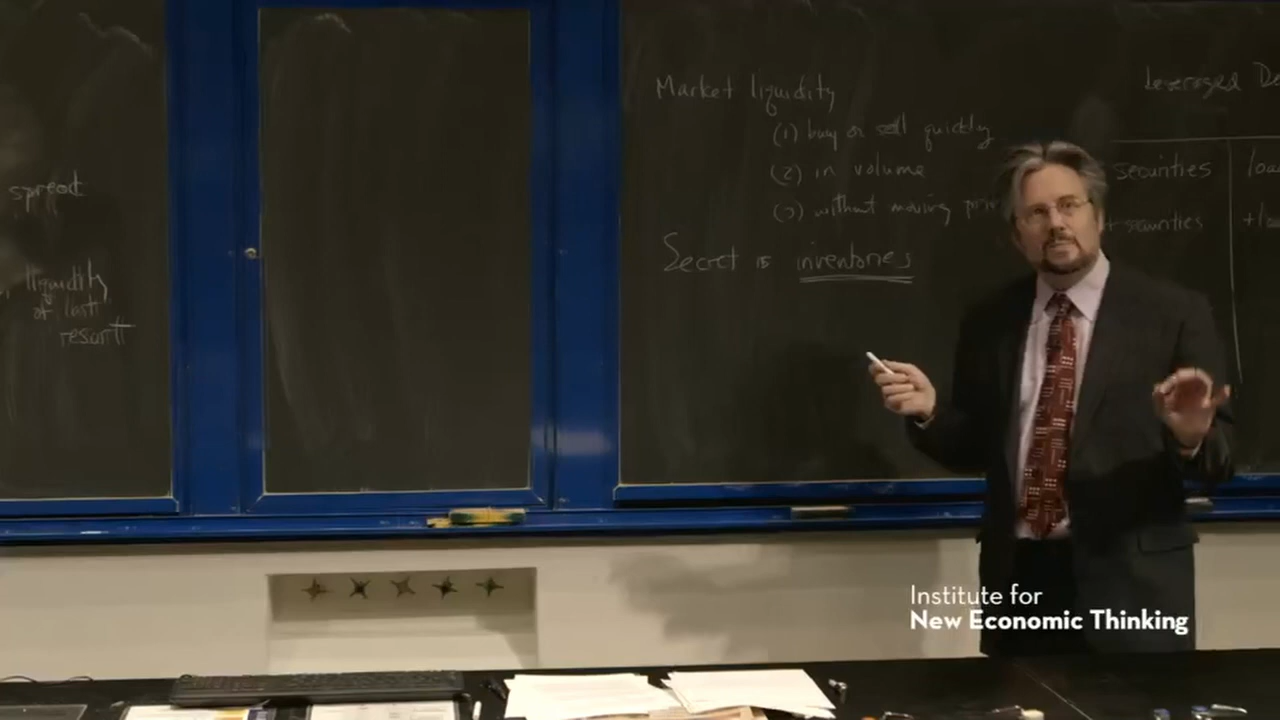 spread
liquidity
of last
resort
Market liquidity
(1) buy or sell quickly
(2) in volume
(3) without moving
Secret is inventories
Leveraged
securities
+ securities
Institute for
New Economic Thinking